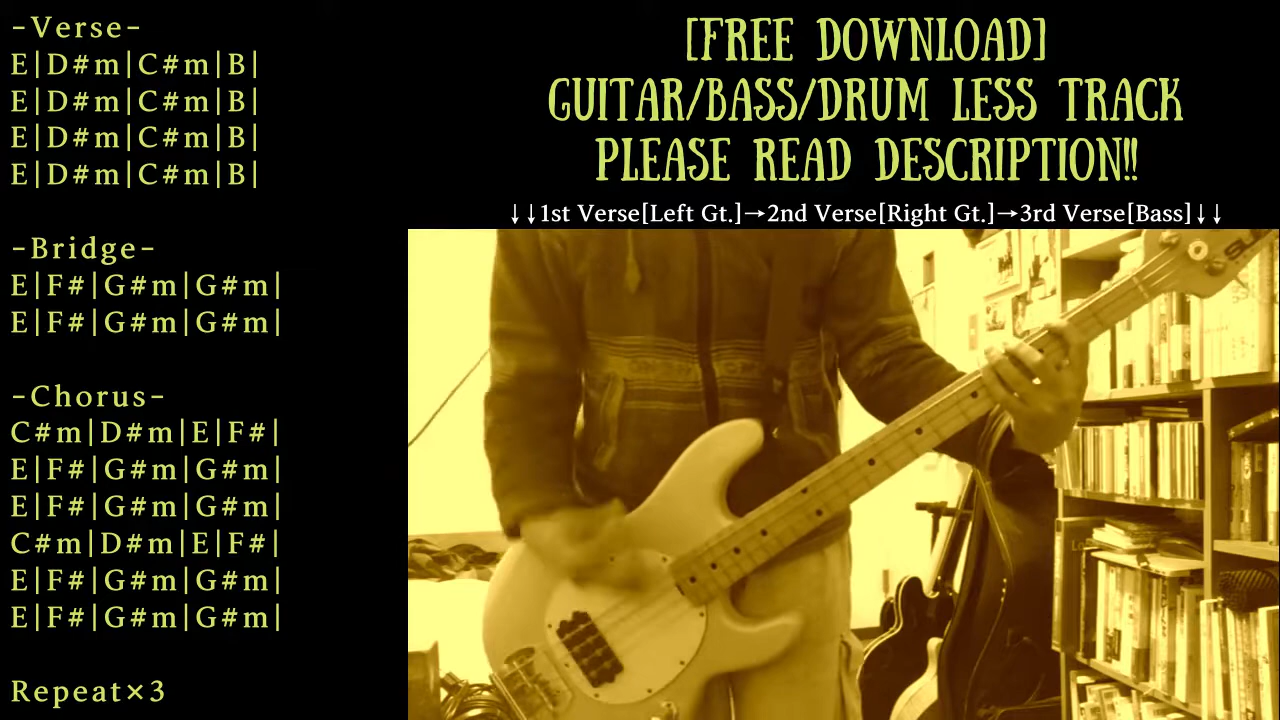 -Verse-
E|D#m|C#m|B|
E|D#m|C#m|B|
E|D#m|C#m|B|
E|D#m|C#m|B|
-Bridge-
E|F#|G#m|G#m|
E|F#|G#m|G#m|
-Chorus-
C#m|D#m|E|F#|
E|F#|G#m|G#m|
E|F#|G#m|G#m|
C#m|D#m|E|F#|
E|F#|G#m|G#m|
E|F#|G#m|G#m|
Repeat×3
[FREE DOWNLOAD]
GUITAR/BASS/DRUM LESS TRACK
PLEASE READ DESCRIPTION!!
↓↓1st Verse[Left Gt.]→2nd Verse[Right Gt.]→3rd Verse[Bass]↓↓